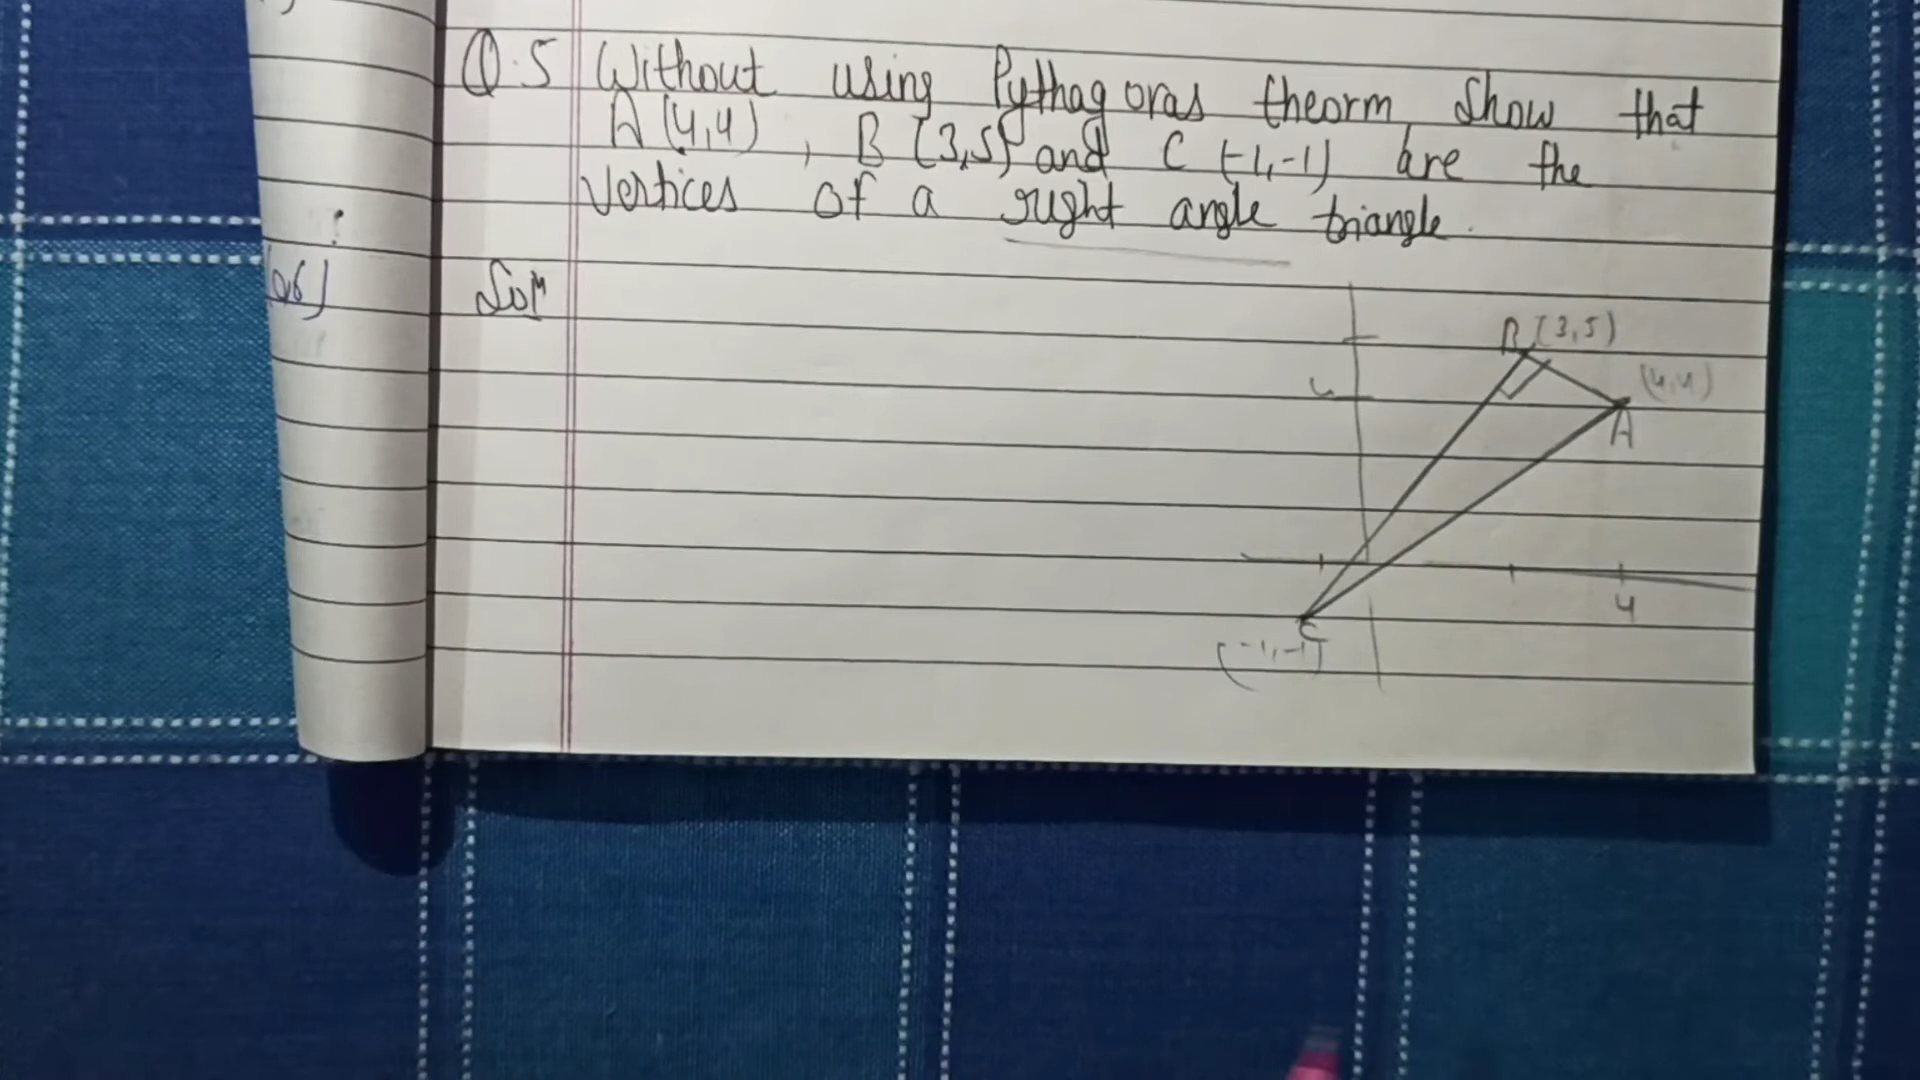 Q.5 Without using Pythagoras theorm, show that
A(4,4), B(3,5) and C (-1,-1) are the
vertices of a right angle triangle.
Solⁿ
B (3,5)
(4,4)
4
A
4
C
(-1,-1)